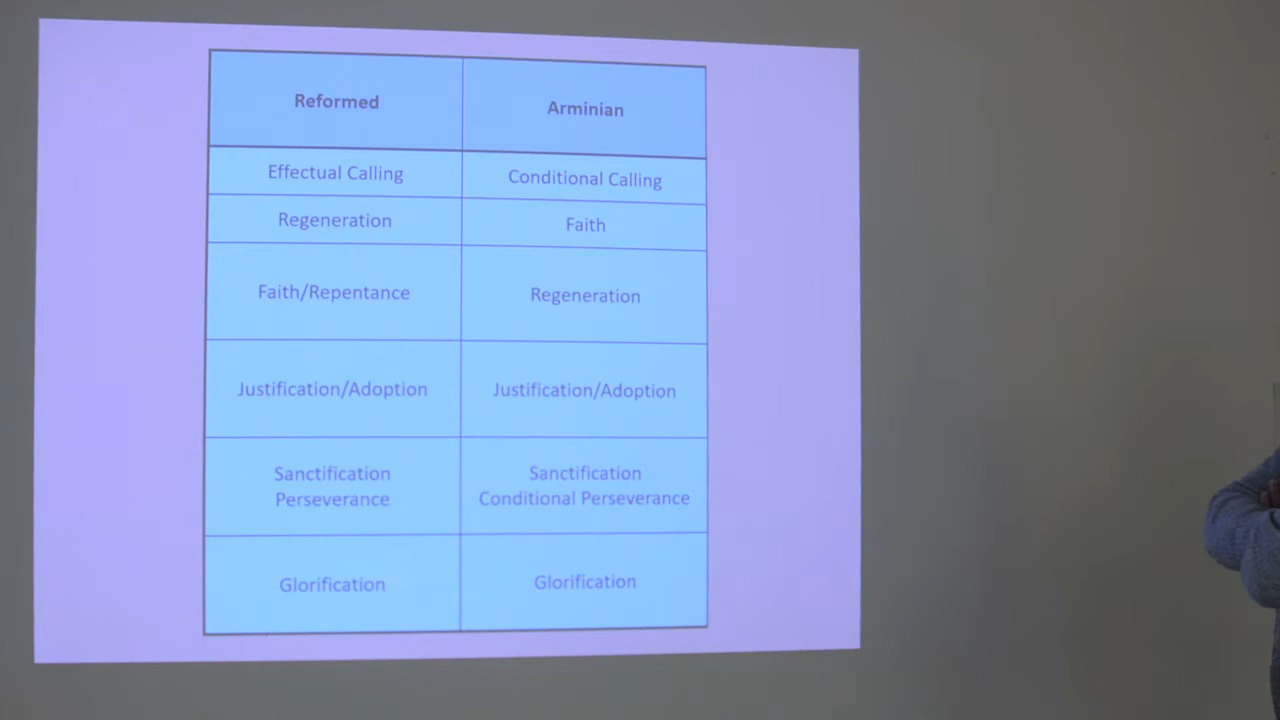 Reformed
Arminian
Effectual Calling
Conditional Calling
Regeneration
Faith
Faith/Repentance
Regeneration
Justification/Adoption
Justification/Adoption
Sanctification
Perseverance
Sanctification
Conditional Perseverance
Glorification
Glorification